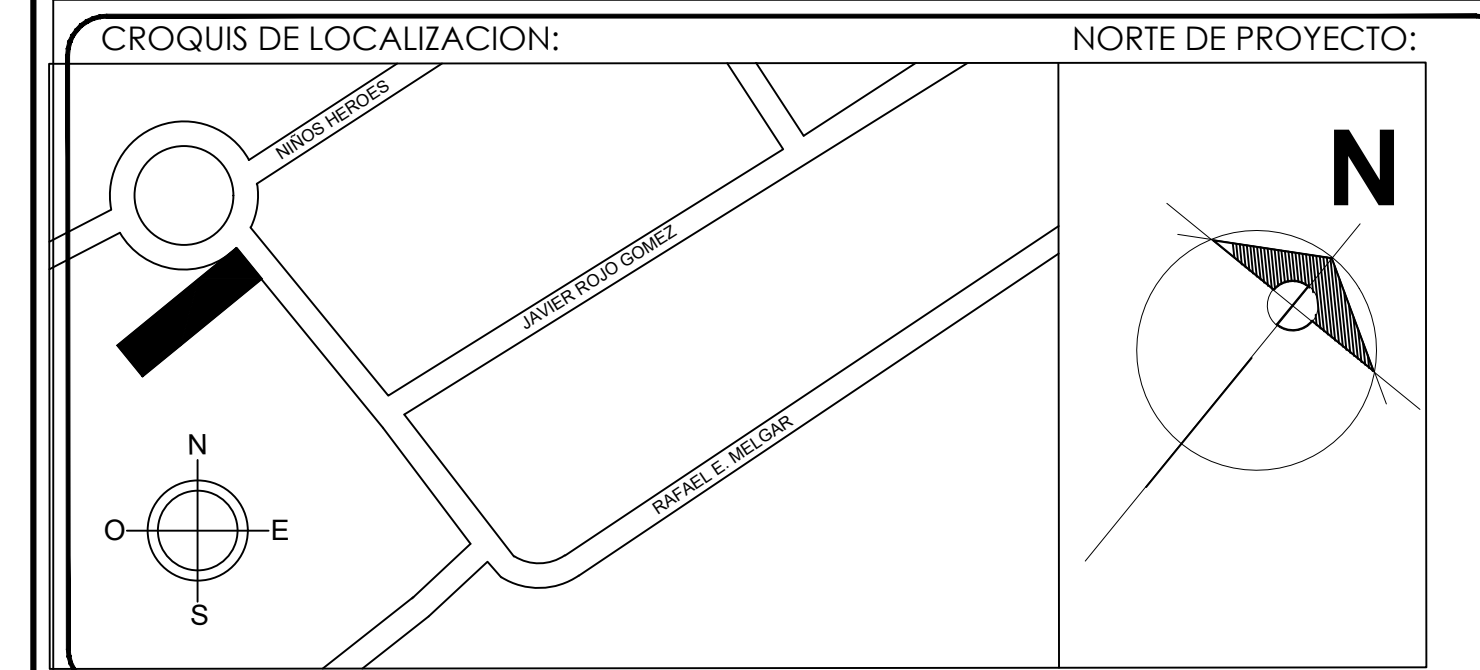 CROQUIS DE LOCALIZACION:
NORTE DE PROYECTO:
NIÑOS HEROES
N
JAVIER ROJO GOMEZ
RAFAEL E. MELGAR
N
O
E
S